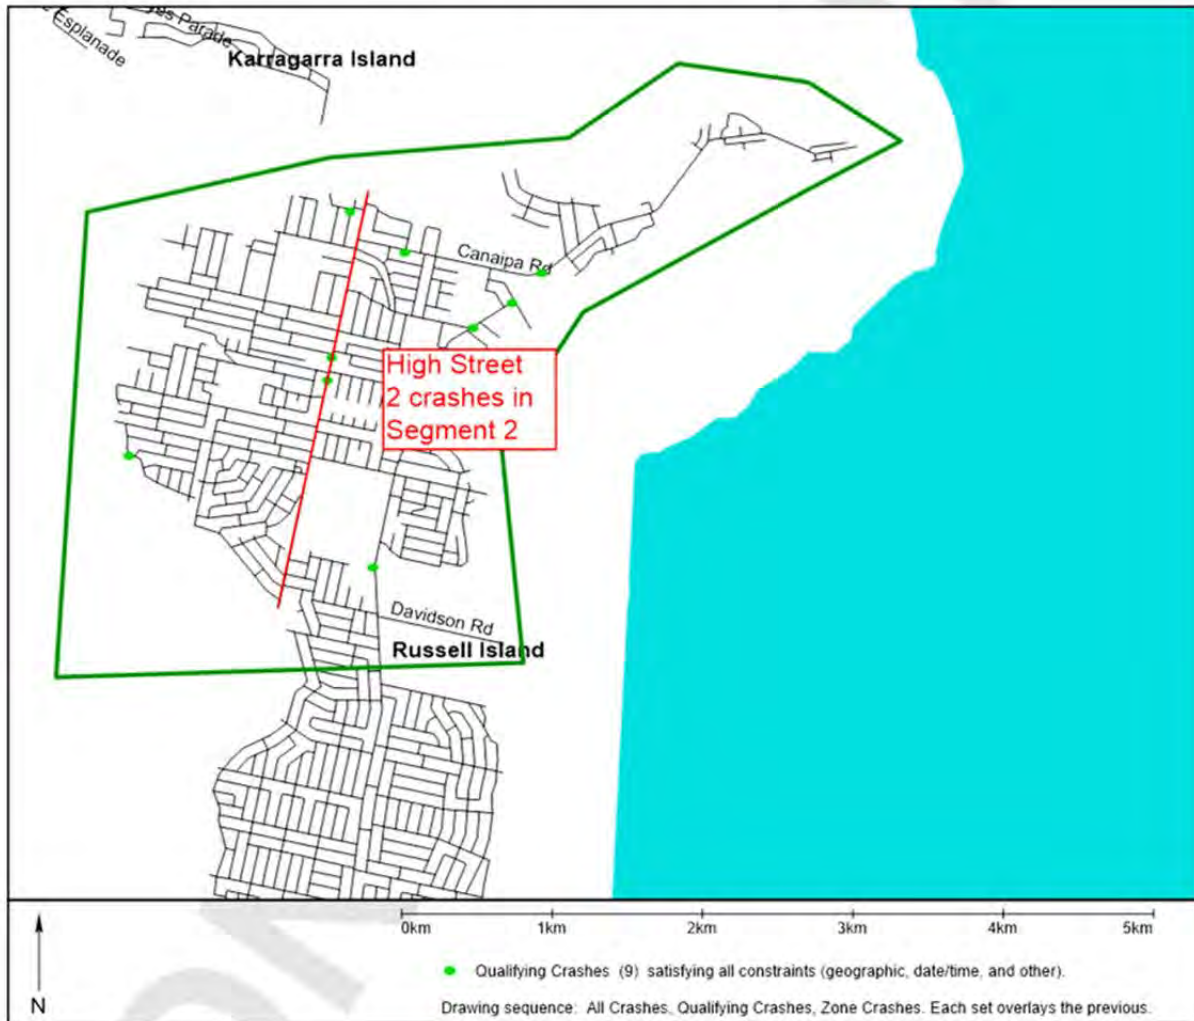 Esplanade
Parade
Karragarra Island
Canaipa Rd
High Street
2 crashes in
Segment 2
Davidson Rd
Russell Island
0km 1km 2km 3km 4km 5km
Qualifying Crashes (9) satisfying all constraints (geographic, date/time, and other).
N
Drawing sequence: All Crashes, Qualifying Crashes, Zone Crashes. Each set overlays the previous.